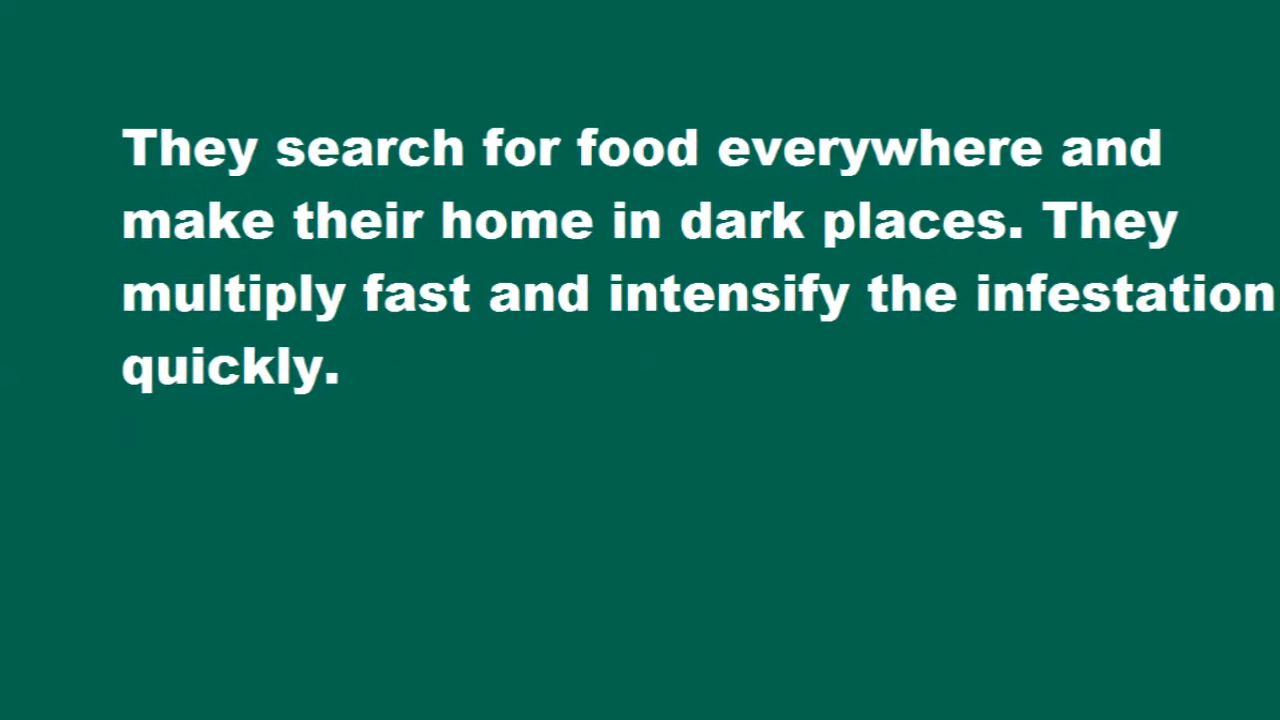 They search for food everywhere and
make their home in dark places. They
multiply fast and intensify the infestation
quickly.